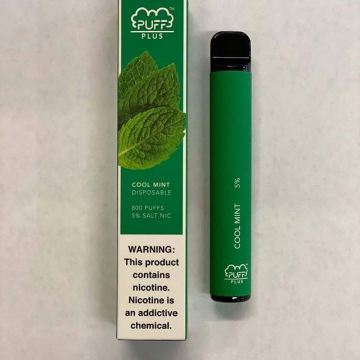 PUFF
PLUS
COOL MINT
DISPOSABLE
800 PUFFS
5% SALT NIC
WARNING:
This product
contains
nicotine.
Nicotine is
an addictive
chemical.
COOL MINT 5%
PUFF
PLUS